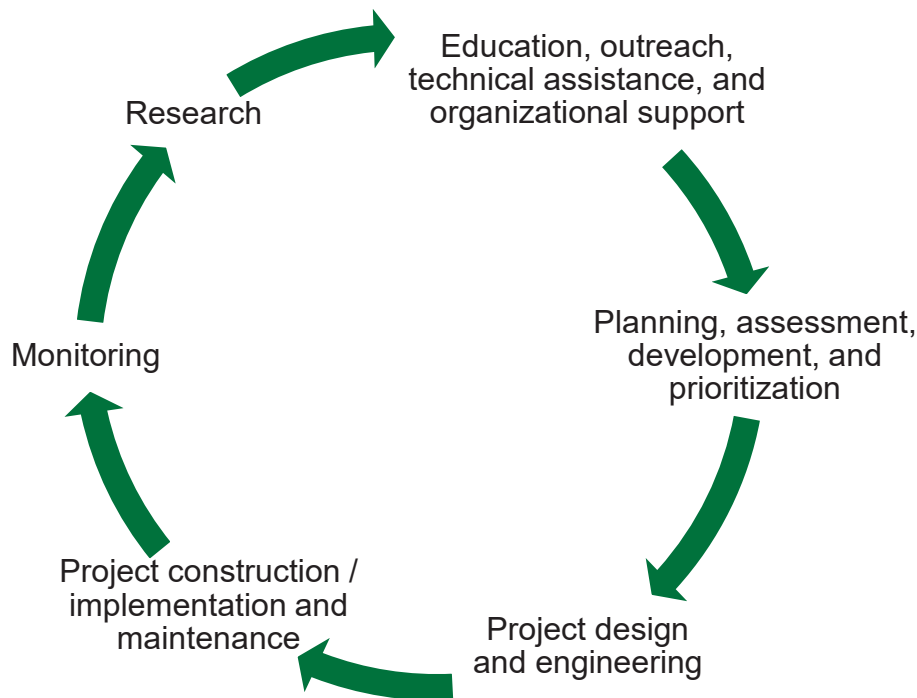 Education, outreach,
technical assistance, and
organizational support
Planning, assessment,
development, and
prioritization
Project design
and engineering
Project construction /
implementation and
maintenance
Monitoring
Research